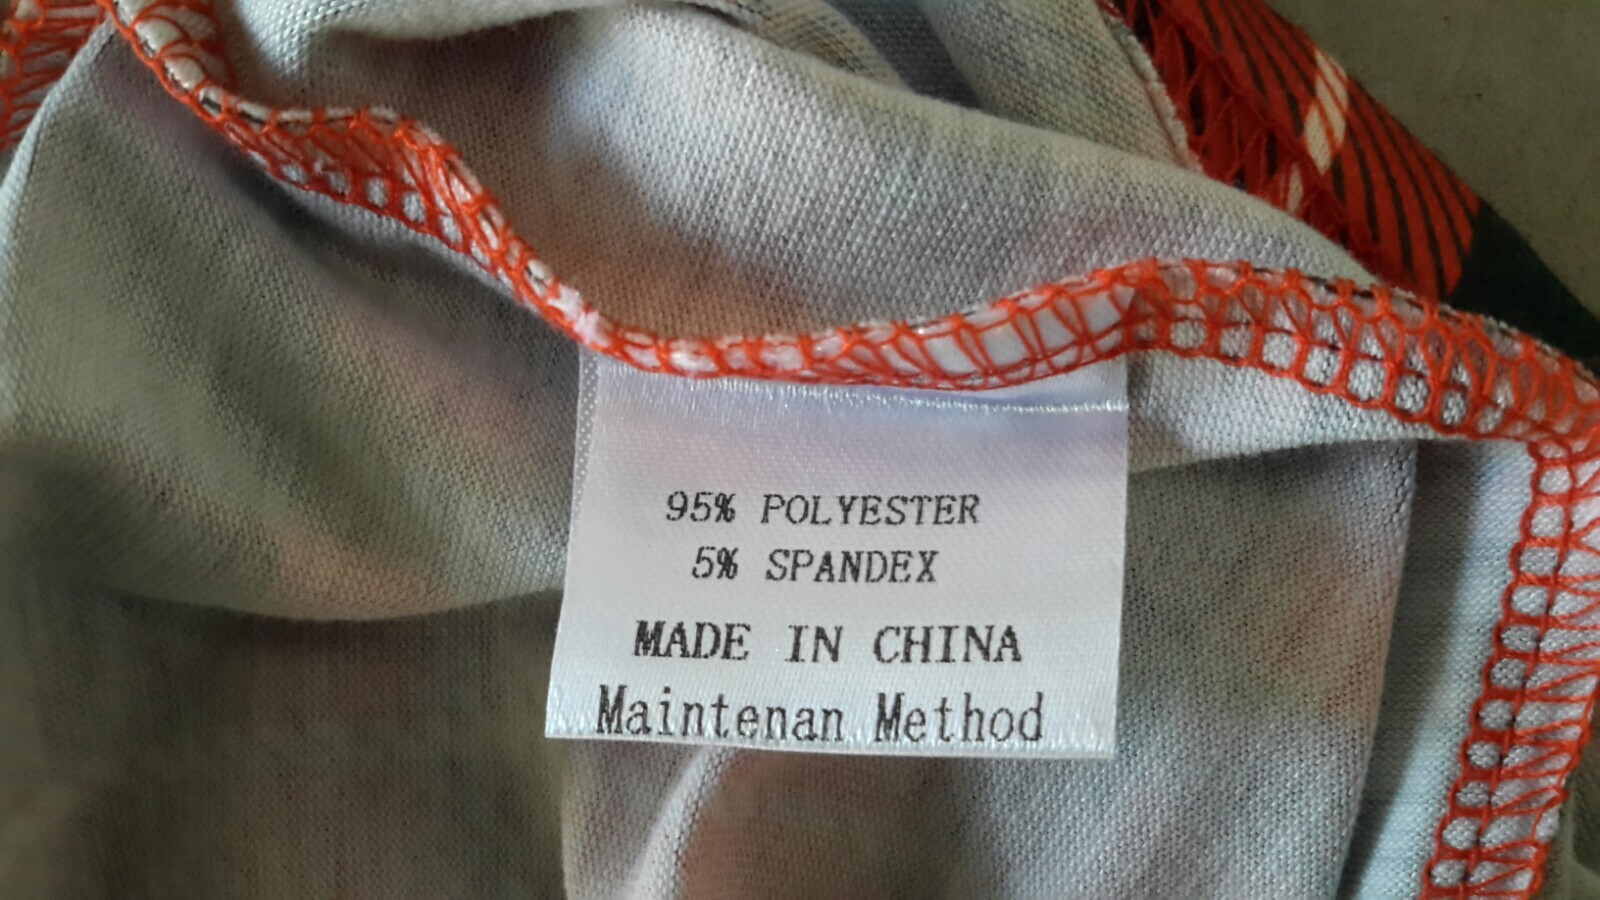 95% POLYESTER
5% SPANDEX
MADE IN CHINA
Maintenan Method